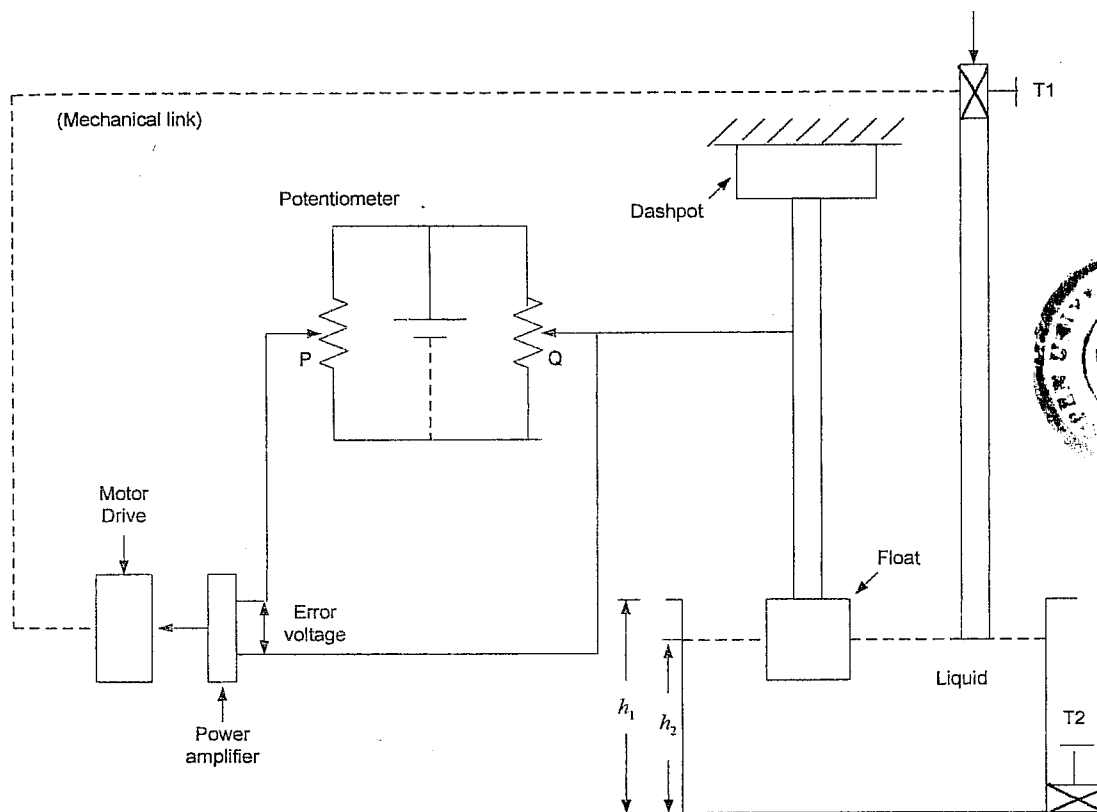 T1
(Mechanical link)
Dashpot
Potentiometer
P
Q
Motor
Drive
Float
Error
voltage
Liquid
h₁
h₂
T2
Power
amplifier